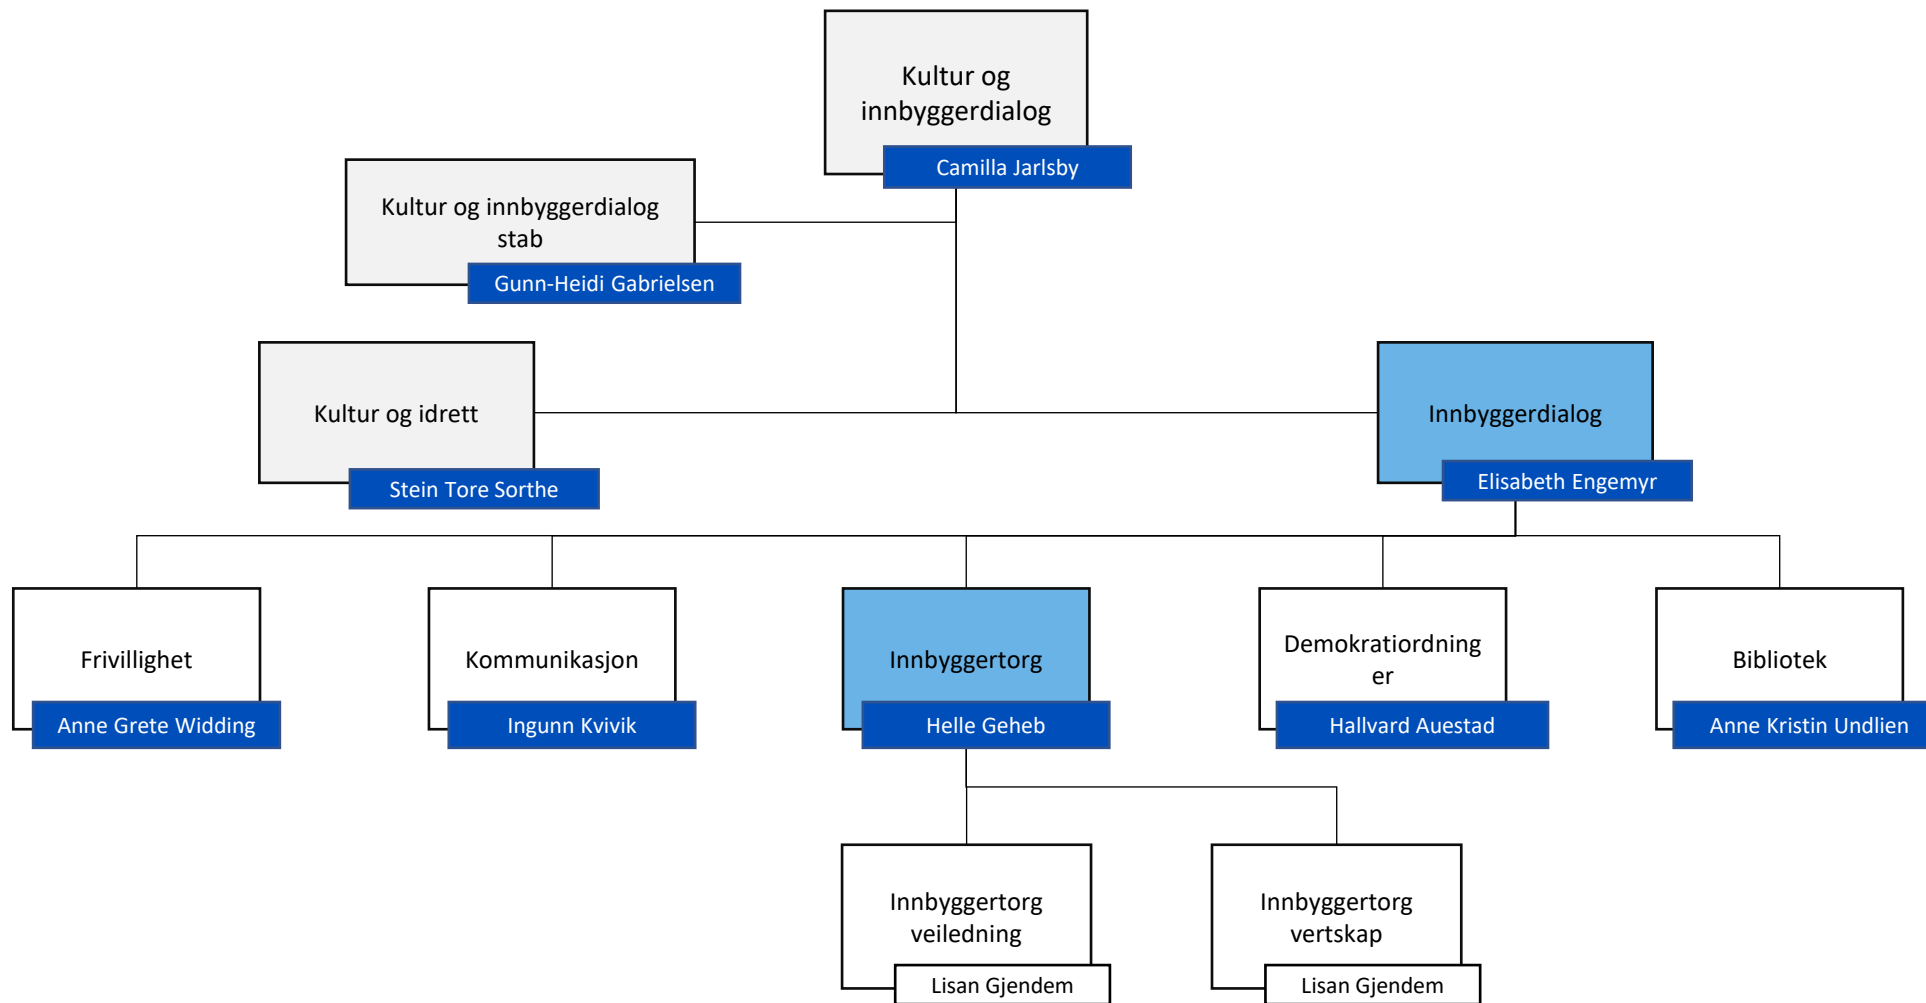 Kultur og
innbyggerdialog
Camilla Jarlsby
Kultur og innbyggerdialog
stab
Gunn-Heidi Gabrielsen
Kultur og idrett
Stein Tore Sorthe
Innbyggerdialog
Elisabeth Engemyr
Frivillighet
Anne Grete Widding
Kommunikasjon
Ingunn Kvivik
Innbyggertorg
Helle Geheb
Demokratiordning
er
Hallvard Auestad
Bibliotek
Anne Kristin Undlien
Innbyggertorg
veiledning
Lisan Gjendem
Innbyggertorg
vertskap
Lisan Gjendem